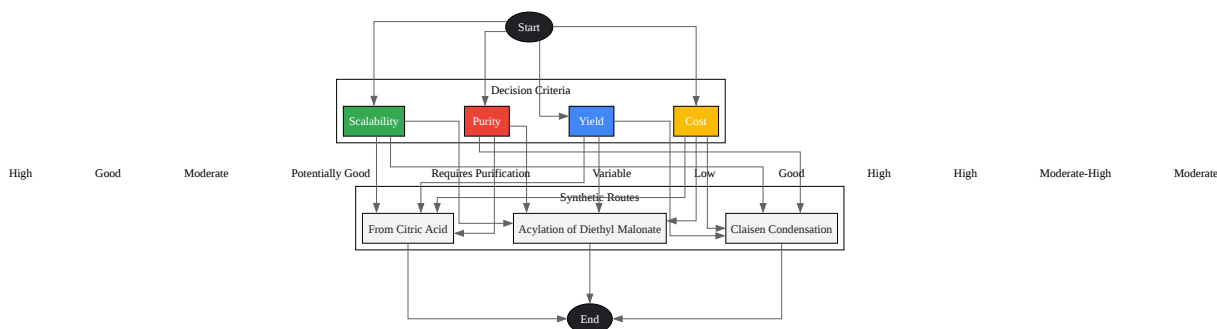 Start
Decision Criteria
Scalability
Purity
Yield
Cost
High
Good
Moderate
Potentially Good
Requires Purification
Variable
Low
Good
High
High
Moderate-High
Moderate
Synthetic Routes
From Citric Acid
Acylation of Diethyl Malonate
Claisen Condensation
End